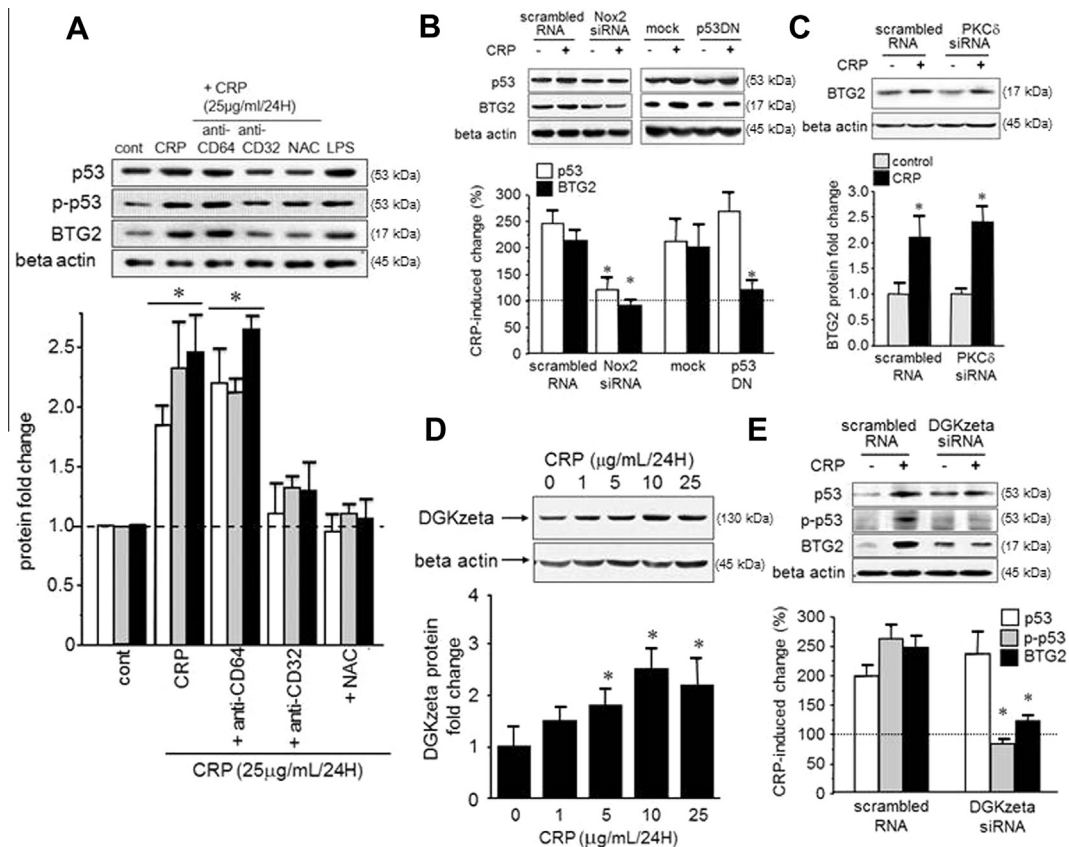 A
+ CRP
(25μg/ml/24H)
anti- anti-
cont CRP CD64 CD32 NAC LPS
p53 (53 kDa)
p-p53 (53 kDa)
BTG2 (17 kDa)
beta actin (45 kDa)
* *
protein fold change
2.5
2.0
1.5
1.0
0.5
0
cont
CRP
+ anti-CD64
+ anti-CD32
+ NAC
CRP (25μg/mL/24H)
B
scrambled RNA Nox2 siRNA mock p53DN
CRP - + - + - + - +
p53 (53 kDa)
BTG2 (17 kDa)
beta actin (45 kDa)
p53
BTG2
CRP-induced change (%)
300
250
200
150
100
50
0
* * *
scrambled Nox2 mock p53
RNA siRNA DN
C
scrambled PKCδ
RNA siRNA
CRP - + - +
BTG2 (17 kDa)
beta actin (45 kDa)
control
CRP
BTG2 protein fold change
3.0
2.5
2.0
1.5
1.0
0.5
0.0
* *
scrambled PKCδ
RNA siRNA
D
CRP (μg/mL/24H)
0 1 5 10 25
DGKzeta (130 kDa)
beta actin (45 kDa)
DGKzeta protein
fold change
4
3
2
1
0
* * *
0 1 5 10 25
CRP (μg/mL/24H)
E
scrambled DGKzeta
RNA siRNA
CRP - + - +
p53 (53 kDa)
p-p53 (53 kDa)
BTG2 (17 kDa)
beta actin (45 kDa)
p53
p-p53
BTG2
CRP-induced change (%)
300
250
200
150
100
50
0
* *
scrambled DGKzeta
RNA siRNA